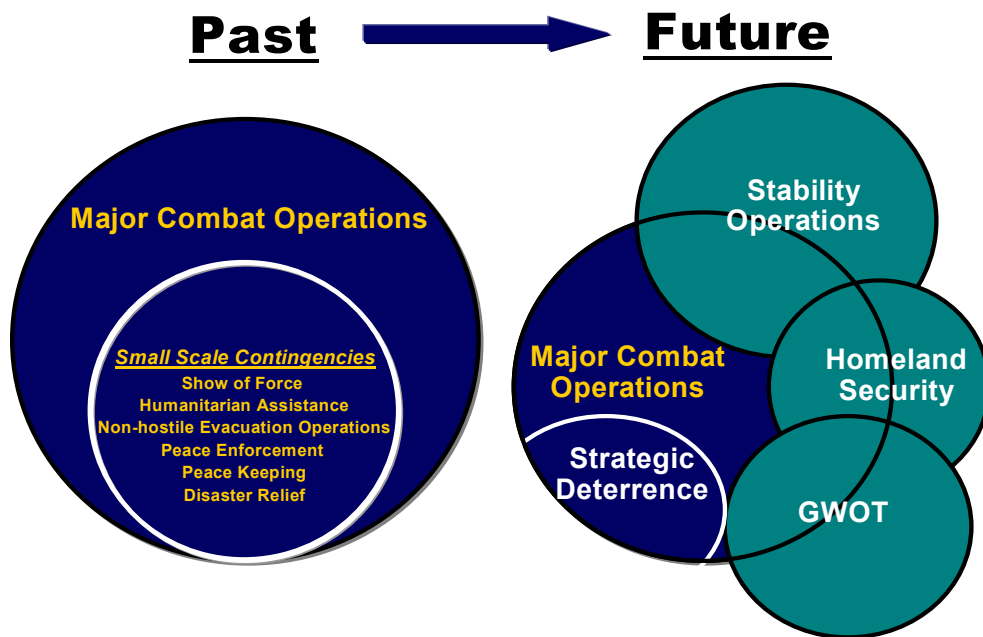 Past
Future
Major Combat Operations
Small Scale Contingencies
Show of Force
Humanitarian Assistance
Non-hostile Evacuation Operations
Peace Enforcement
Peace Keeping
Disaster Relief
Stability
Operations
Major Combat
Operations
Homeland
Security
Strategic
Deterrence
GWOT